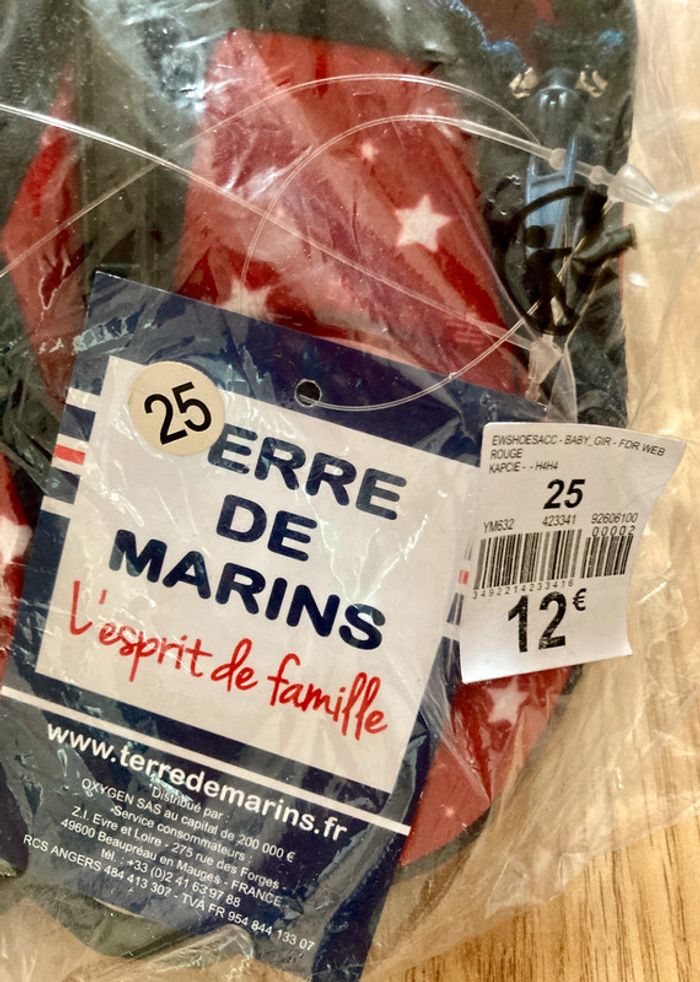 25
ERRE
DE
MARINS
L'esprit de famille
www.terredemarins.fr
Distribué par :
OXYGEN SAS au capital de 200 000 €
Service consommateurs :
Z.I. Evre et Loire - 275 rue des Forges -
49600 Beaupréau en Mauges - FRANCE
tél. : +33 (0)2 41 63 97 88
RCS ANGERS 484 413 307 - TVA FR 954 844 133 07
EWSHOESACC - BABY_GIR - FDR WEB
ROUGE
KAPCIE - - H4H4
25
YM632 423341 92606100
00002
3492214233416
12€